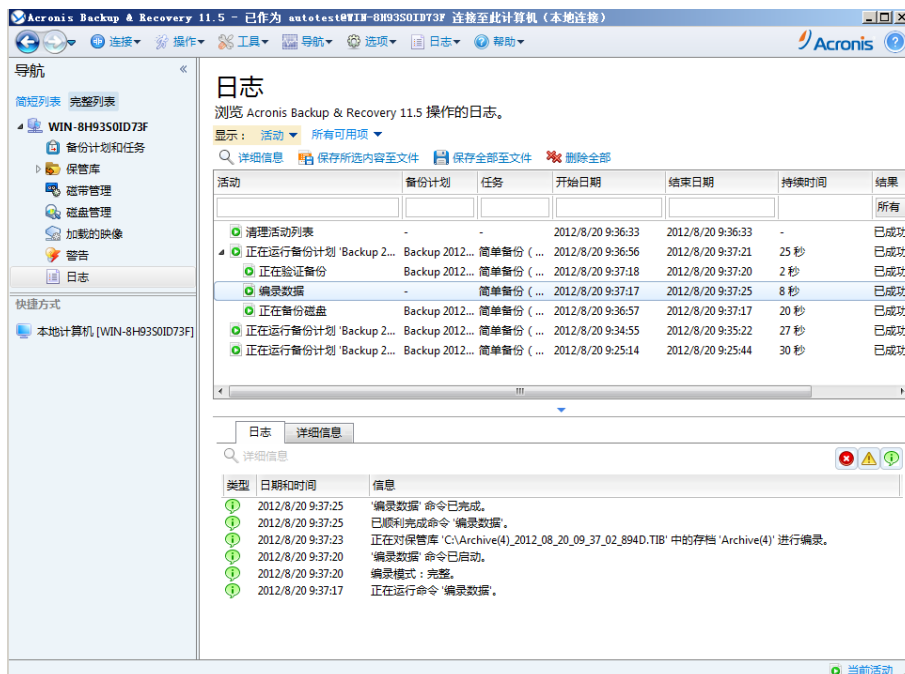 Acronis Backup & Recovery 11.5 - 已作为 autotest@WIN-8H93S0ID73F 连接至此计算机（本地连接）
连接 操作 工具 导航 选项 日志 帮助 Acronis
导航
简短列表 完整列表
WIN-8H93S0ID73F
备份计划和任务
保管库
磁带管理
磁盘管理
加载的映像
警告
日志
快捷方式
本地计算机 [WIN-8H93S0ID73F]
日志
浏览 Acronis Backup & Recovery 11.5 操作的日志。
显示： 活动 所有可用项
详细信息 保存所选内容至文件 保存全部至文件 删除全部
活动 备份计划 任务 开始日期 结束日期 持续时间 结果
所有
清理活动列表 - - 2012/8/20 9:36:33 2012/8/20 9:36:33 - 已成功
正在运行备份计划 'Backup 2... Backup 2012... 简单备份 (... 2012/8/20 9:36:56 2012/8/20 9:37:21 25 秒 已成功
正在验证备份 Backup 2012... 简单备份 (... 2012/8/20 9:37:18 2012/8/20 9:37:20 2 秒 已成功
编录数据 - 简单备份 (... 2012/8/20 9:37:17 2012/8/20 9:37:25 8 秒 已成功
正在备份磁盘 Backup 2012... 简单备份 (... 2012/8/20 9:36:57 2012/8/20 9:37:17 20 秒 已成功
正在运行备份计划 'Backup 2... Backup 2012... 简单备份 (... 2012/8/20 9:34:55 2012/8/20 9:35:22 27 秒 已成功
正在运行备份计划 'Backup 2... Backup 2012... 简单备份 (... 2012/8/20 9:25:14 2012/8/20 9:25:44 30 秒 已成功
日志 详细信息
详细信息
类型 日期和时间 信息
2012/8/20 9:37:25 '编录数据' 命令已完成。
2012/8/20 9:37:25 已顺利完成命令 '编录数据'。
2012/8/20 9:37:23 正在对保管库 'C:\Archive(4)_2012_08_20_09_37_02_894D.TIB' 中的存档 'Archive(4)' 进行编录。
2012/8/20 9:37:20 '编录数据' 命令已启动。
2012/8/20 9:37:20 编录模式：完整。
2012/8/20 9:37:17 正在运行命令 '编录数据'。
当前活动